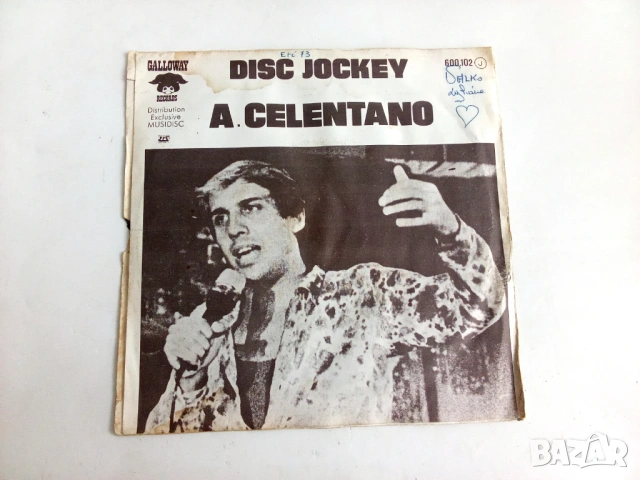 GALLOWAY
RECORDS
Distribution
Exclusive
MUSIDISC
DISC JOCKEY
A. CELENTANO
600.102 J
BAZAR